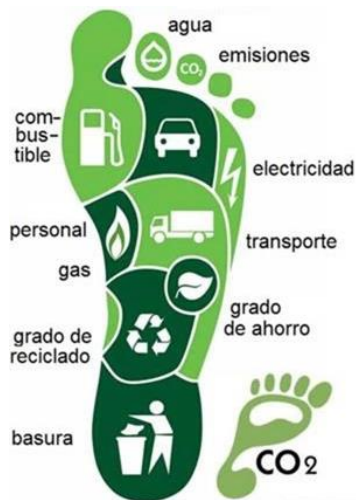 agua
emisiones
CO2
com-
bus-
tible
electricidad
personal
transporte
gas
grado
de ahorro
grado de
reciclado
basura
CO2